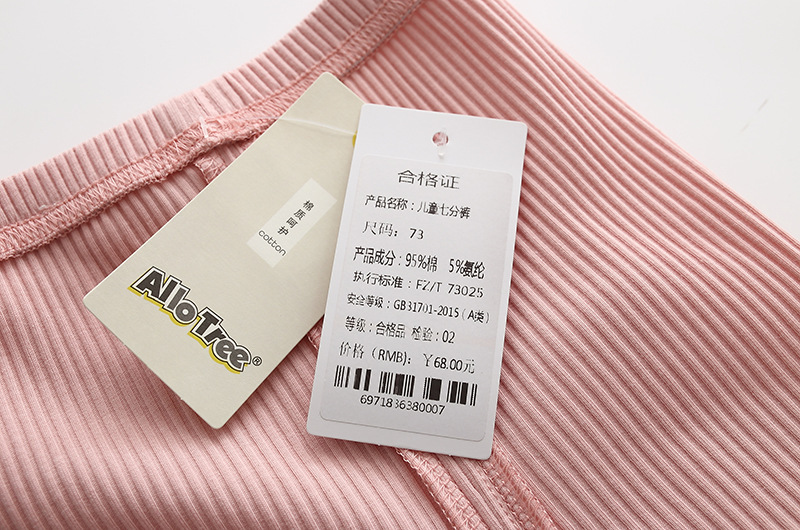 棉质呵护
cotton
Allo Tree®
合格证
产品名称：儿童七分裤
尺码：73
产品成分：95%棉 5%氨纶
执行标准：FZ/T 73025
安全等级：GB31701-2015（A类）
等级：合格品 检验：02
价格（RMB）：￥68.00元
6971836380007